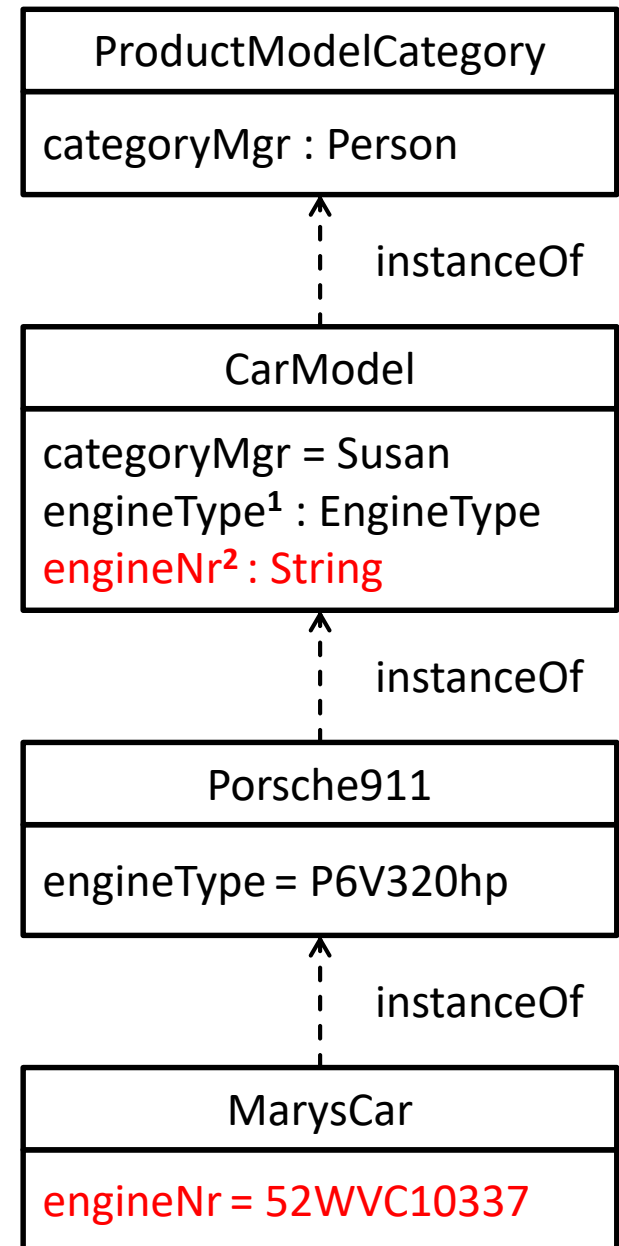 ProductModelCategory
categoryMgr : Person
instanceOf
CarModel
categoryMgr = Susan
engineType¹ : EngineType
engineNr² : String
instanceOf
Porsche911
engineType = P6V320hp
instanceOf
MarysCar
engineNr = 52WVC10337